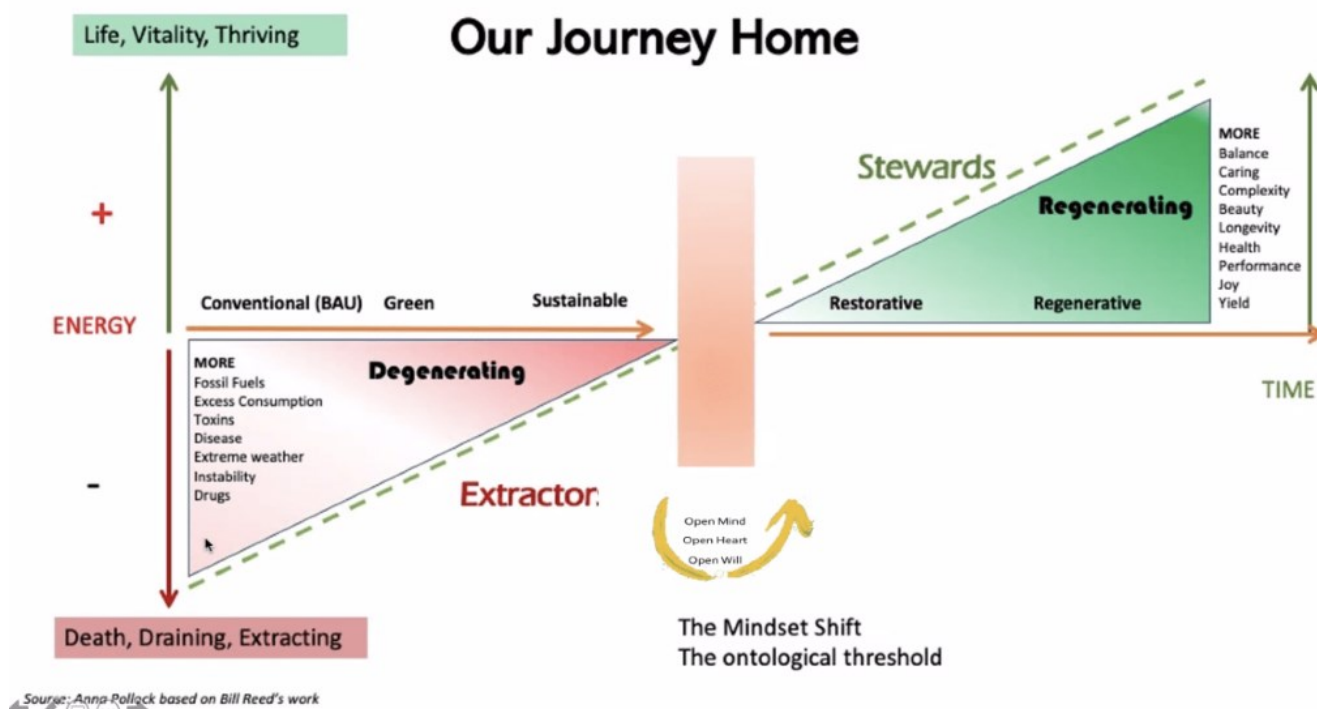 Life, Vitality, Thriving
Our Journey Home
+
ENERGY
-
Conventional (BAU) Green Sustainable
MORE
Fossil Fuels
Excess Consumption
Toxins
Disease
Extreme weather
Instability
Drugs
Degenerating
Extractor
Death, Draining, Extracting
Stewards
Regenerating
Restorative Regenerative
MORE
Balance
Caring
Complexity
Beauty
Longevity
Health
Performance
Joy
Yield
TIME
Open Mind
Open Heart
Open Will
The Mindset Shift
The ontological threshold
Source: Anna Pollock based on Bill Reed's work